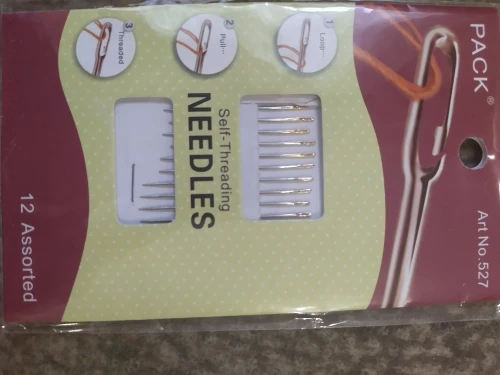 PACK®
Art No.527
1 Loop...
2 Pull...
3 Threaded
Self-Threading
NEEDLES
12 Assorted